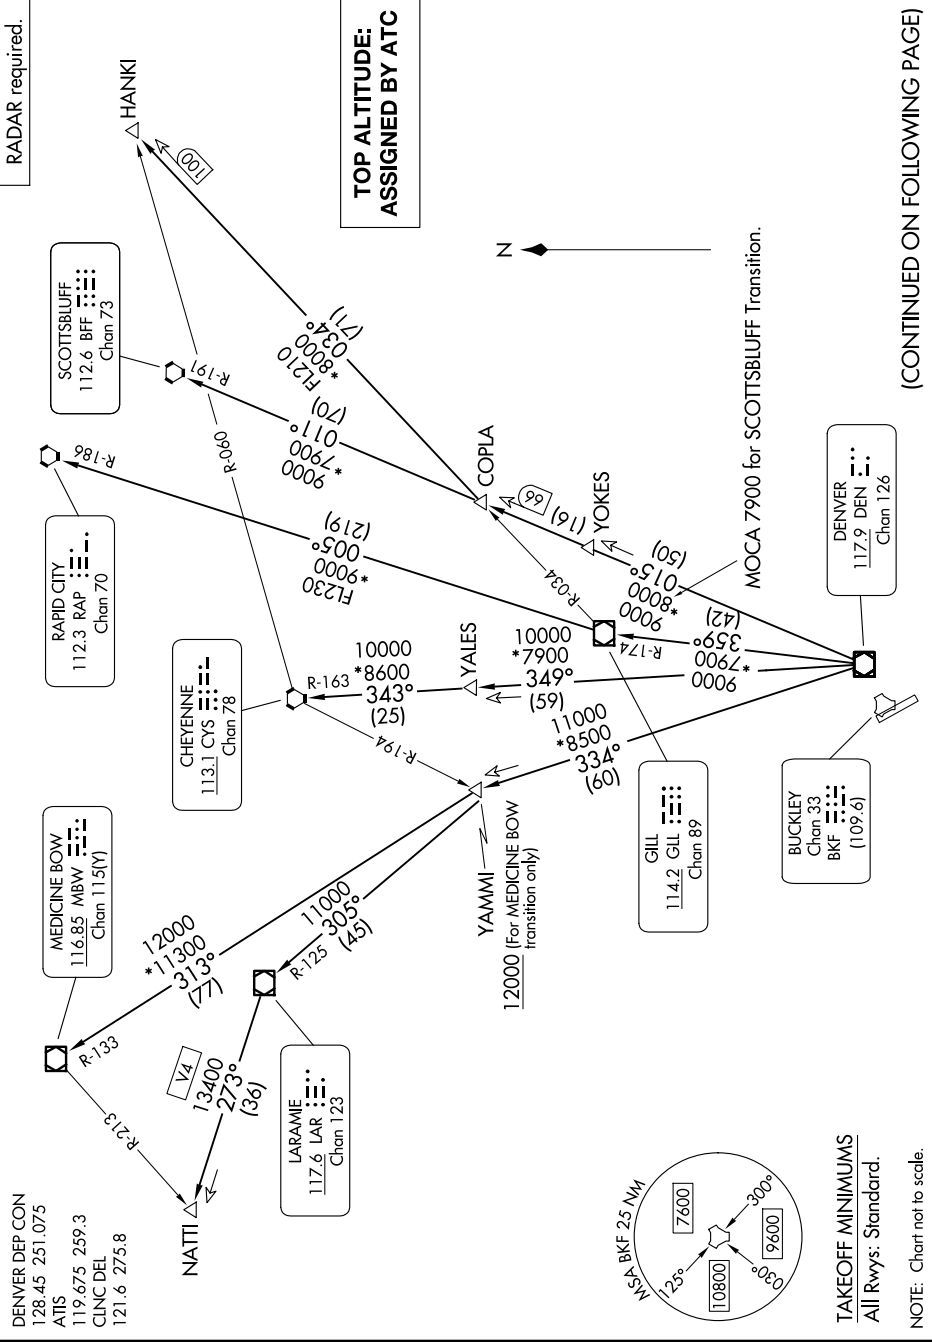 DENVER DEP CON
128.45 251.075
ATIS
119.675 259.3
CLNC DEL
121.6 275.8
RADAR required.
TOP ALTITUDE:
ASSIGNED BY ATC
NATTI
R-213
MEDICINE BOW
116.85 MBW
Chan 115(Y)
R-133
12000
*11300
313°
(77)
V4
13400
273°
(36)
LARAMIE
117.6 LAR
Chan 123
R-125
11000
305°
(45)
YAMMI
12000 (For MEDICINE BOW
transition only)
CHEYENNE
113.1 CYS
Chan 78
R-163
R-194
R-060
10000
*8600
343°
(25)
YALES
10000
*7900
349°
(59)
11000
*8500
334°
(60)
RAPID CITY
112.3 RAP
Chan 70
R-186
FL230
*9000
005°
(219)
SCOTTSBLUFF
112.6 BFF
Chan 73
R-191
9000
*7900
011°
(70)
HANKI
100
FL210
*8000
034°
(71)
COPLA
66
(16)
YOKES
R-034
9000
*8000
015°
(50)
R-174
9000
*7900
359°
(42)
MOCA 7900 for SCOTTSBLUFF Transition.
N
GILL
114.2 GLL
Chan 89
DENVER
117.9 DEN
Chan 126
BUCKLEY
Chan 33
BKF
(109.6)
MSA BKF 25 NM
125°
7600
300°
10800
9600
030°
TAKEOFF MINIMUMS
All Rwys: Standard.
NOTE: Chart not to scale.
(CONTINUED ON FOLLOWING PAGE)